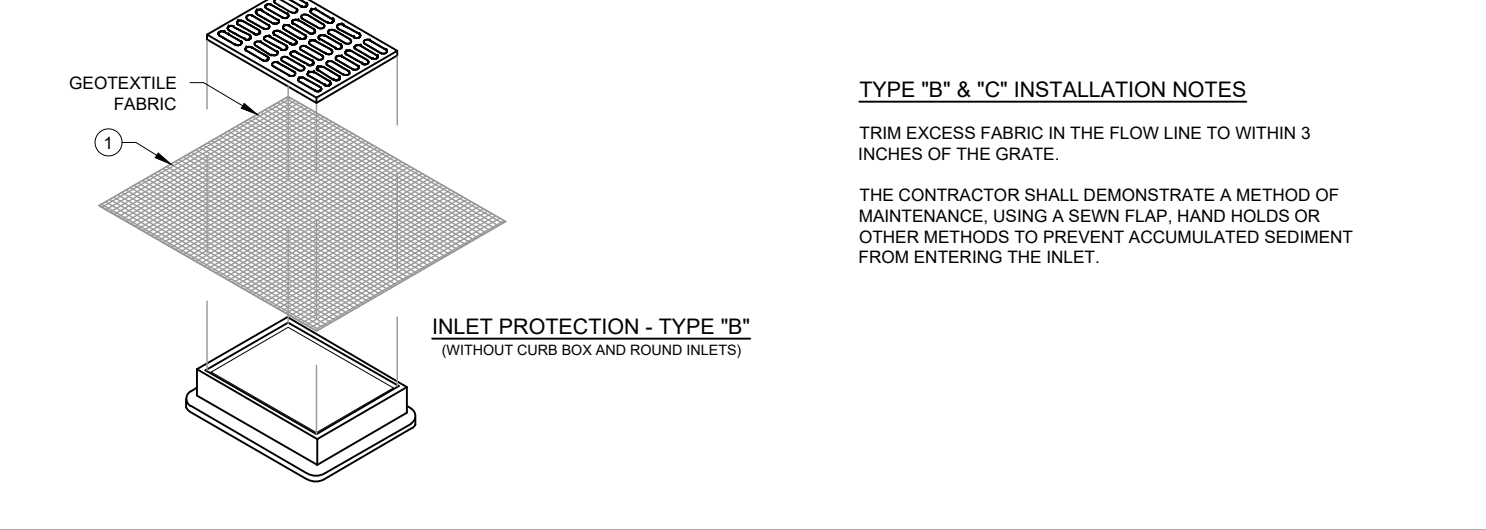 GEOTEXTILE
FABRIC
1
INLET PROTECTION - TYPE "B"
(WITHOUT CURB BOX AND ROUND INLETS)
TYPE "B" & "C" INSTALLATION NOTES
TRIM EXCESS FABRIC IN THE FLOW LINE TO WITHIN 3
INCHES OF THE GRATE.
THE CONTRACTOR SHALL DEMONSTRATE A METHOD OF
MAINTENANCE, USING A SEWN FLAP, HAND HOLDS OR
OTHER METHODS TO PREVENT ACCUMULATED SEDIMENT
FROM ENTERING THE INLET.